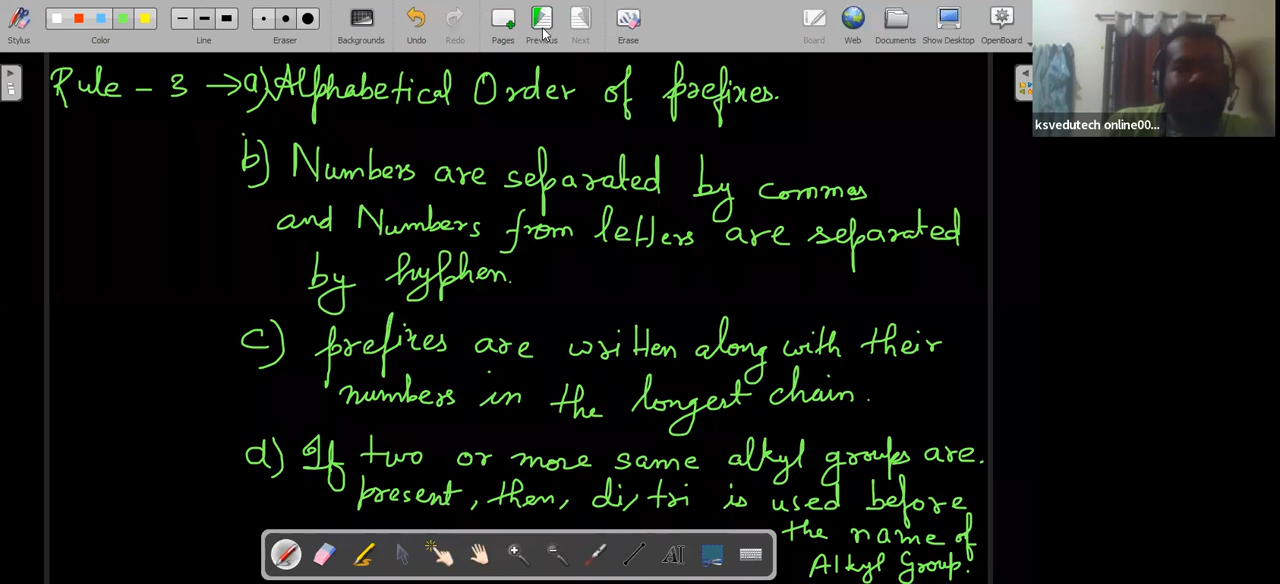 Stylus
Color
Line
Eraser
Backgrounds
Undo
Redo
Pages
Previous
Next
Erase
Board
Web
Documents
Show Desktop
OpenBoard
ksvedutech online00...
Rule - 3 → a) Alphabetical Order of prefixes.
b) Numbers are separated by commas
and Numbers from letters are separated
by hyphen.
c) prefixes are written along with their
numbers in the longest chain.
d) If two or more same alkyl groups are.
present, then, di, tri is used before
the name of
Alkyl Group.
AI